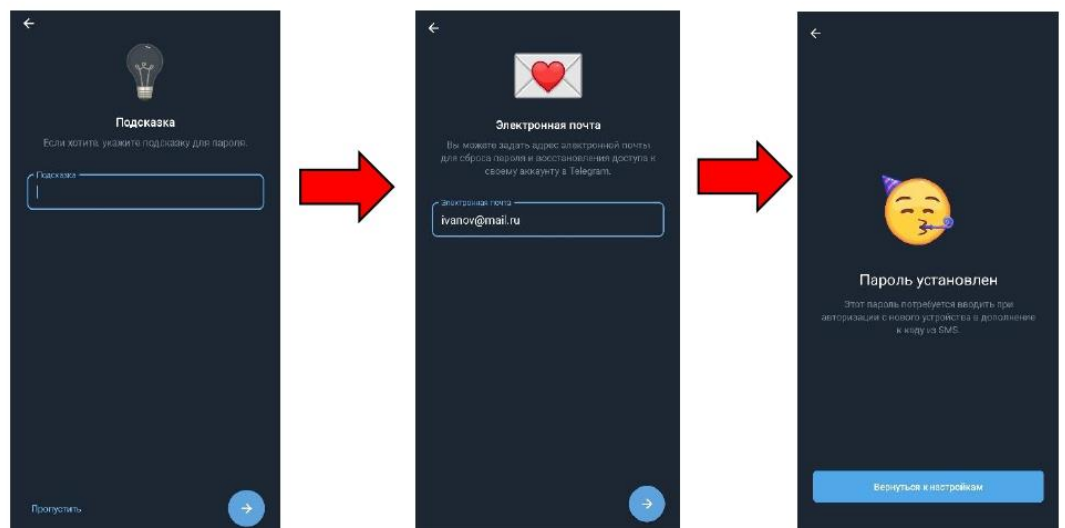 Подсказка
Если хотите, укажите подсказку для пароля.
Подсказка
Пропустить
Электронная почта
Вы можете задать адрес электронной почты
для сброса пароля и восстановления доступа к
своему аккаунту в Telegram.
Электронная почта
ivanov@mail.ru
Пароль установлен
Этот пароль потребуется вводить при
авторизации с нового устройства в дополнение
к коду из SMS.
Вернуться к настройкам